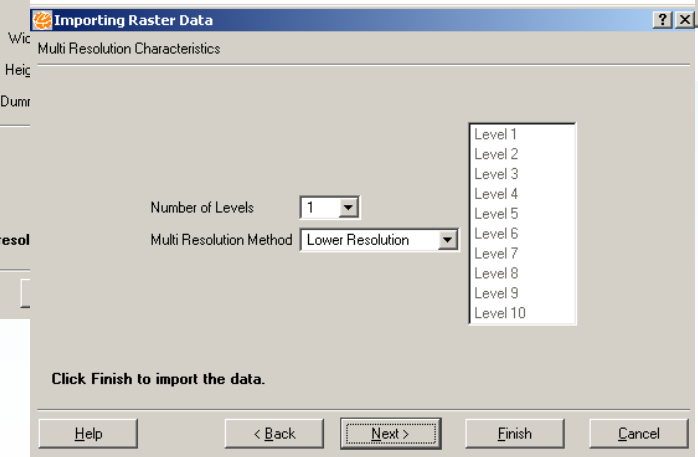 Importing Raster Data
Multi Resolution Characteristics
Number of Levels 1
Multi Resolution Method Lower Resolution
Level 1
Level 2
Level 3
Level 4
Level 5
Level 6
Level 7
Level 8
Level 9
Level 10
Click Finish to import the data.
Help < Back Next > Finish Cancel